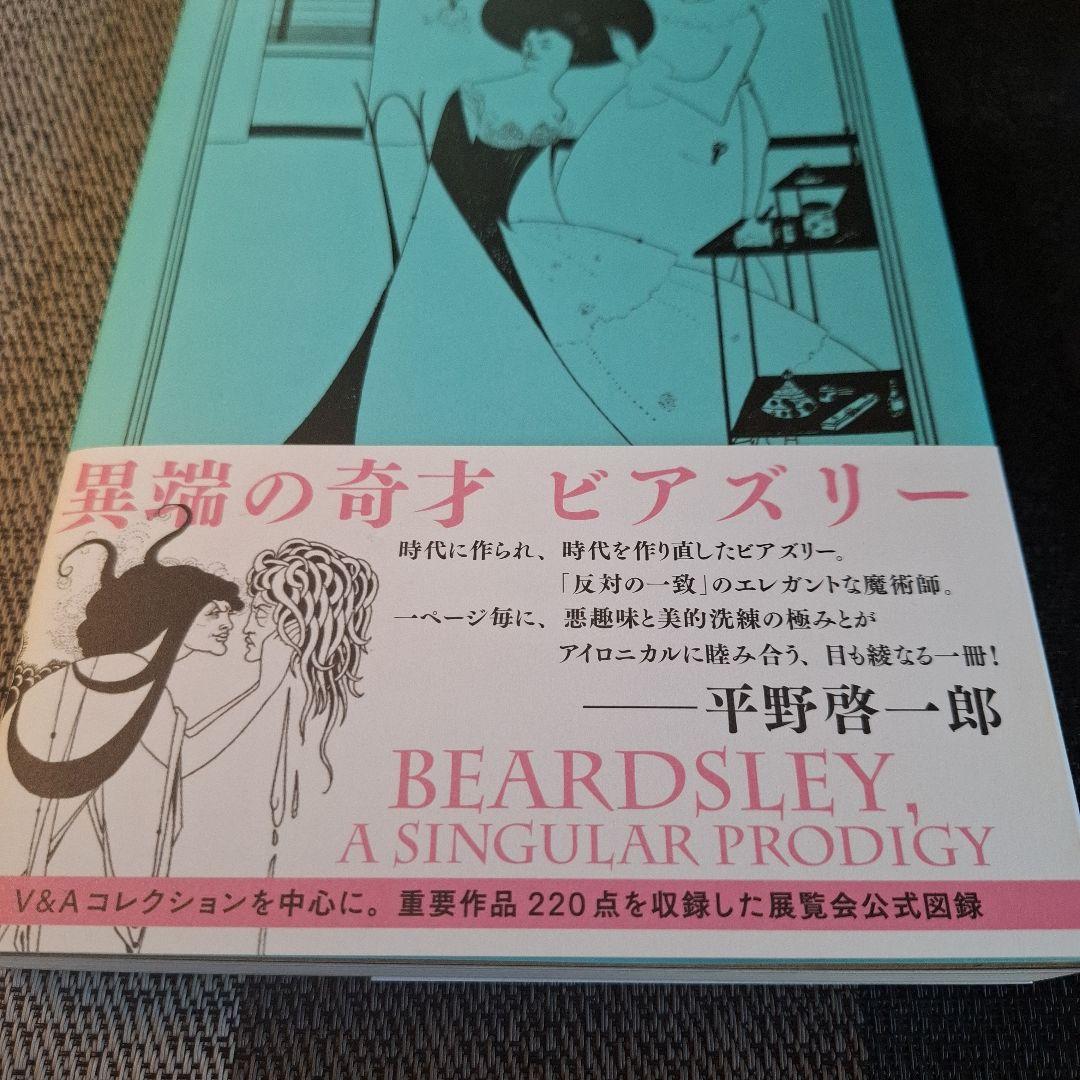 異端の奇才 ビアズリー
時代に作られ、時代を作り直したビアズリー。
「反対の一致」のエレガントな魔術師。
一ページ毎に、悪趣味と美的洗練の極みとが
アイロニカルに睦み合う、目も綾なる一冊!
——平野啓一郎
BEARDSLEY,
A SINGULAR PRODIGY
V&Aコレクションを中心に。重要作品220点を収録した展覧会公式図録